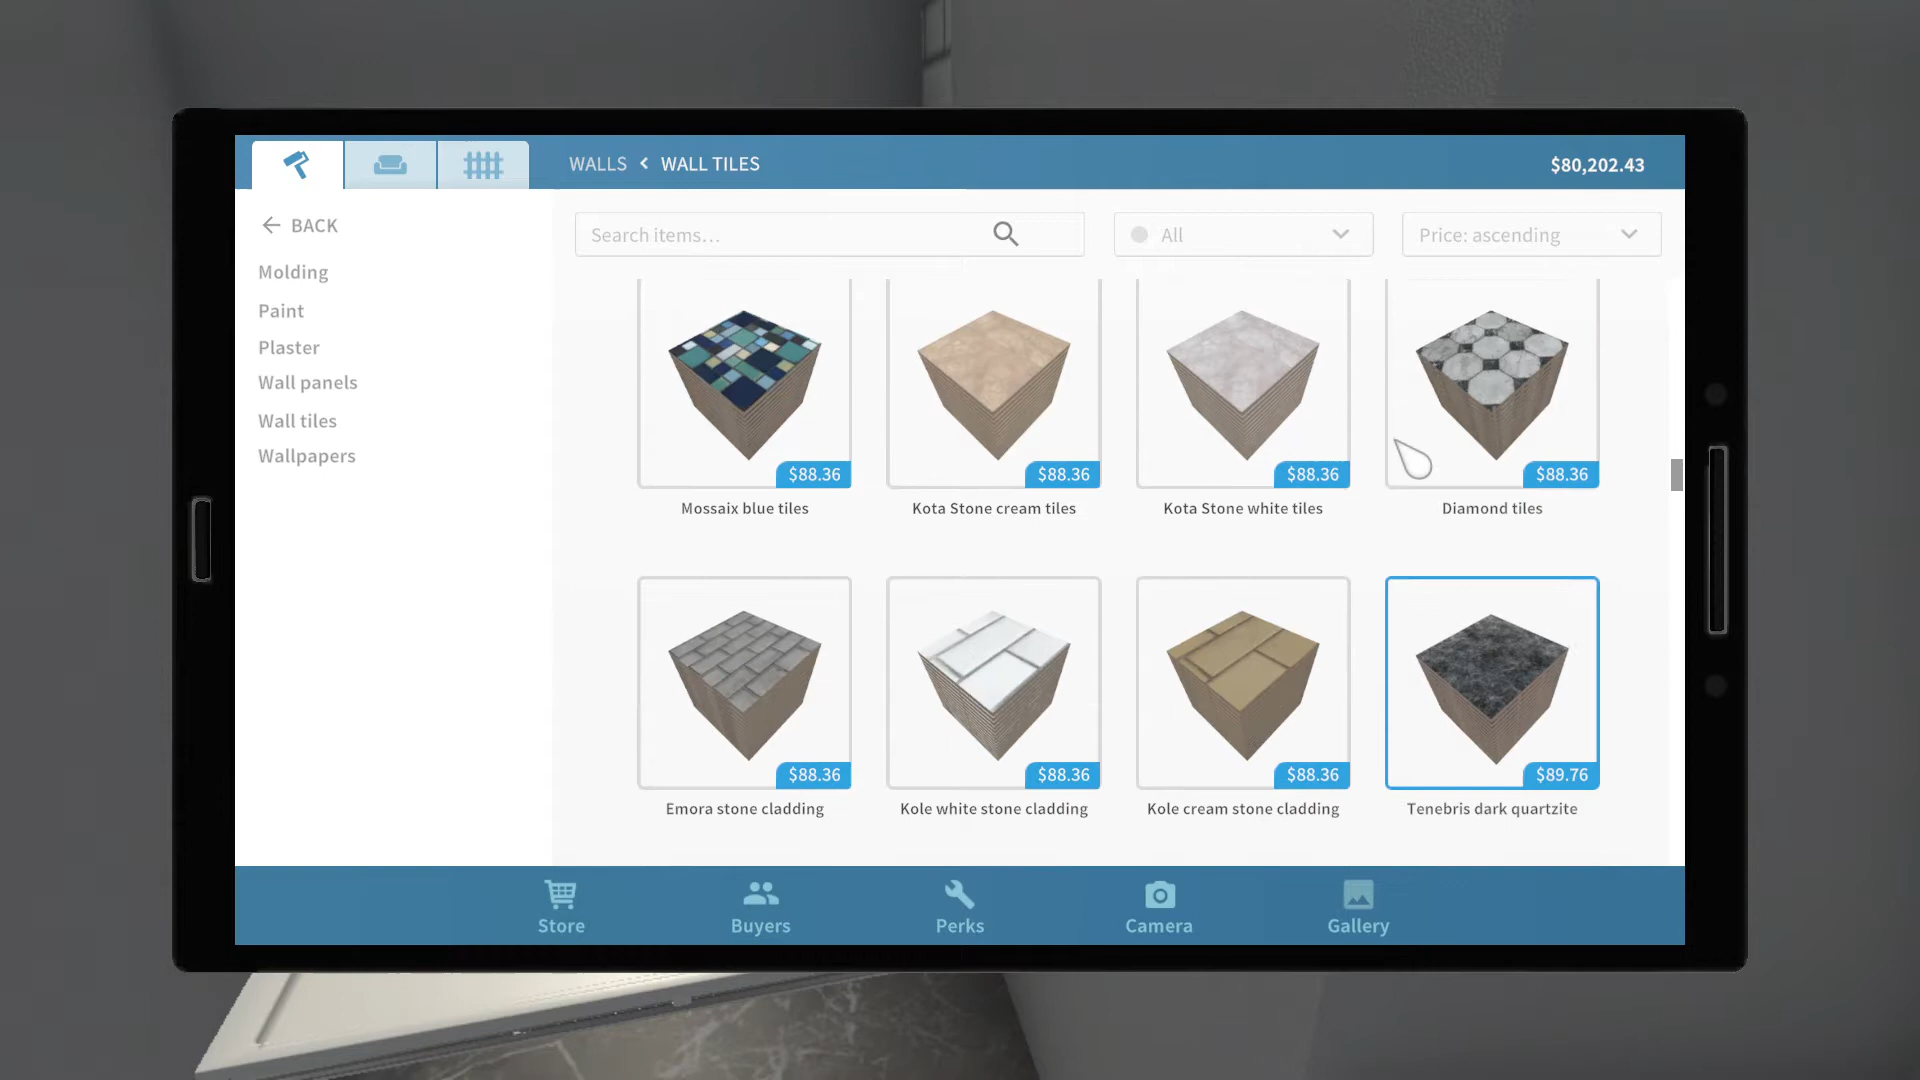 WALLS < WALL TILES
$80,202.43
BACK
Molding
Paint
Plaster
Wall panels
Wall tiles
Wallpapers
Search items...
All
Price: ascending
$88.36
$88.36
$88.36
$88.36
Mossaix blue tiles
Kota Stone cream tiles
Kota Stone white tiles
Diamond tiles
$88.36
$88.36
$88.36
$89.76
Emora stone cladding
Kole white stone cladding
Kole cream stone cladding
Tenebris dark quartzite
Store
Buyers
Perks
Camera
Gallery